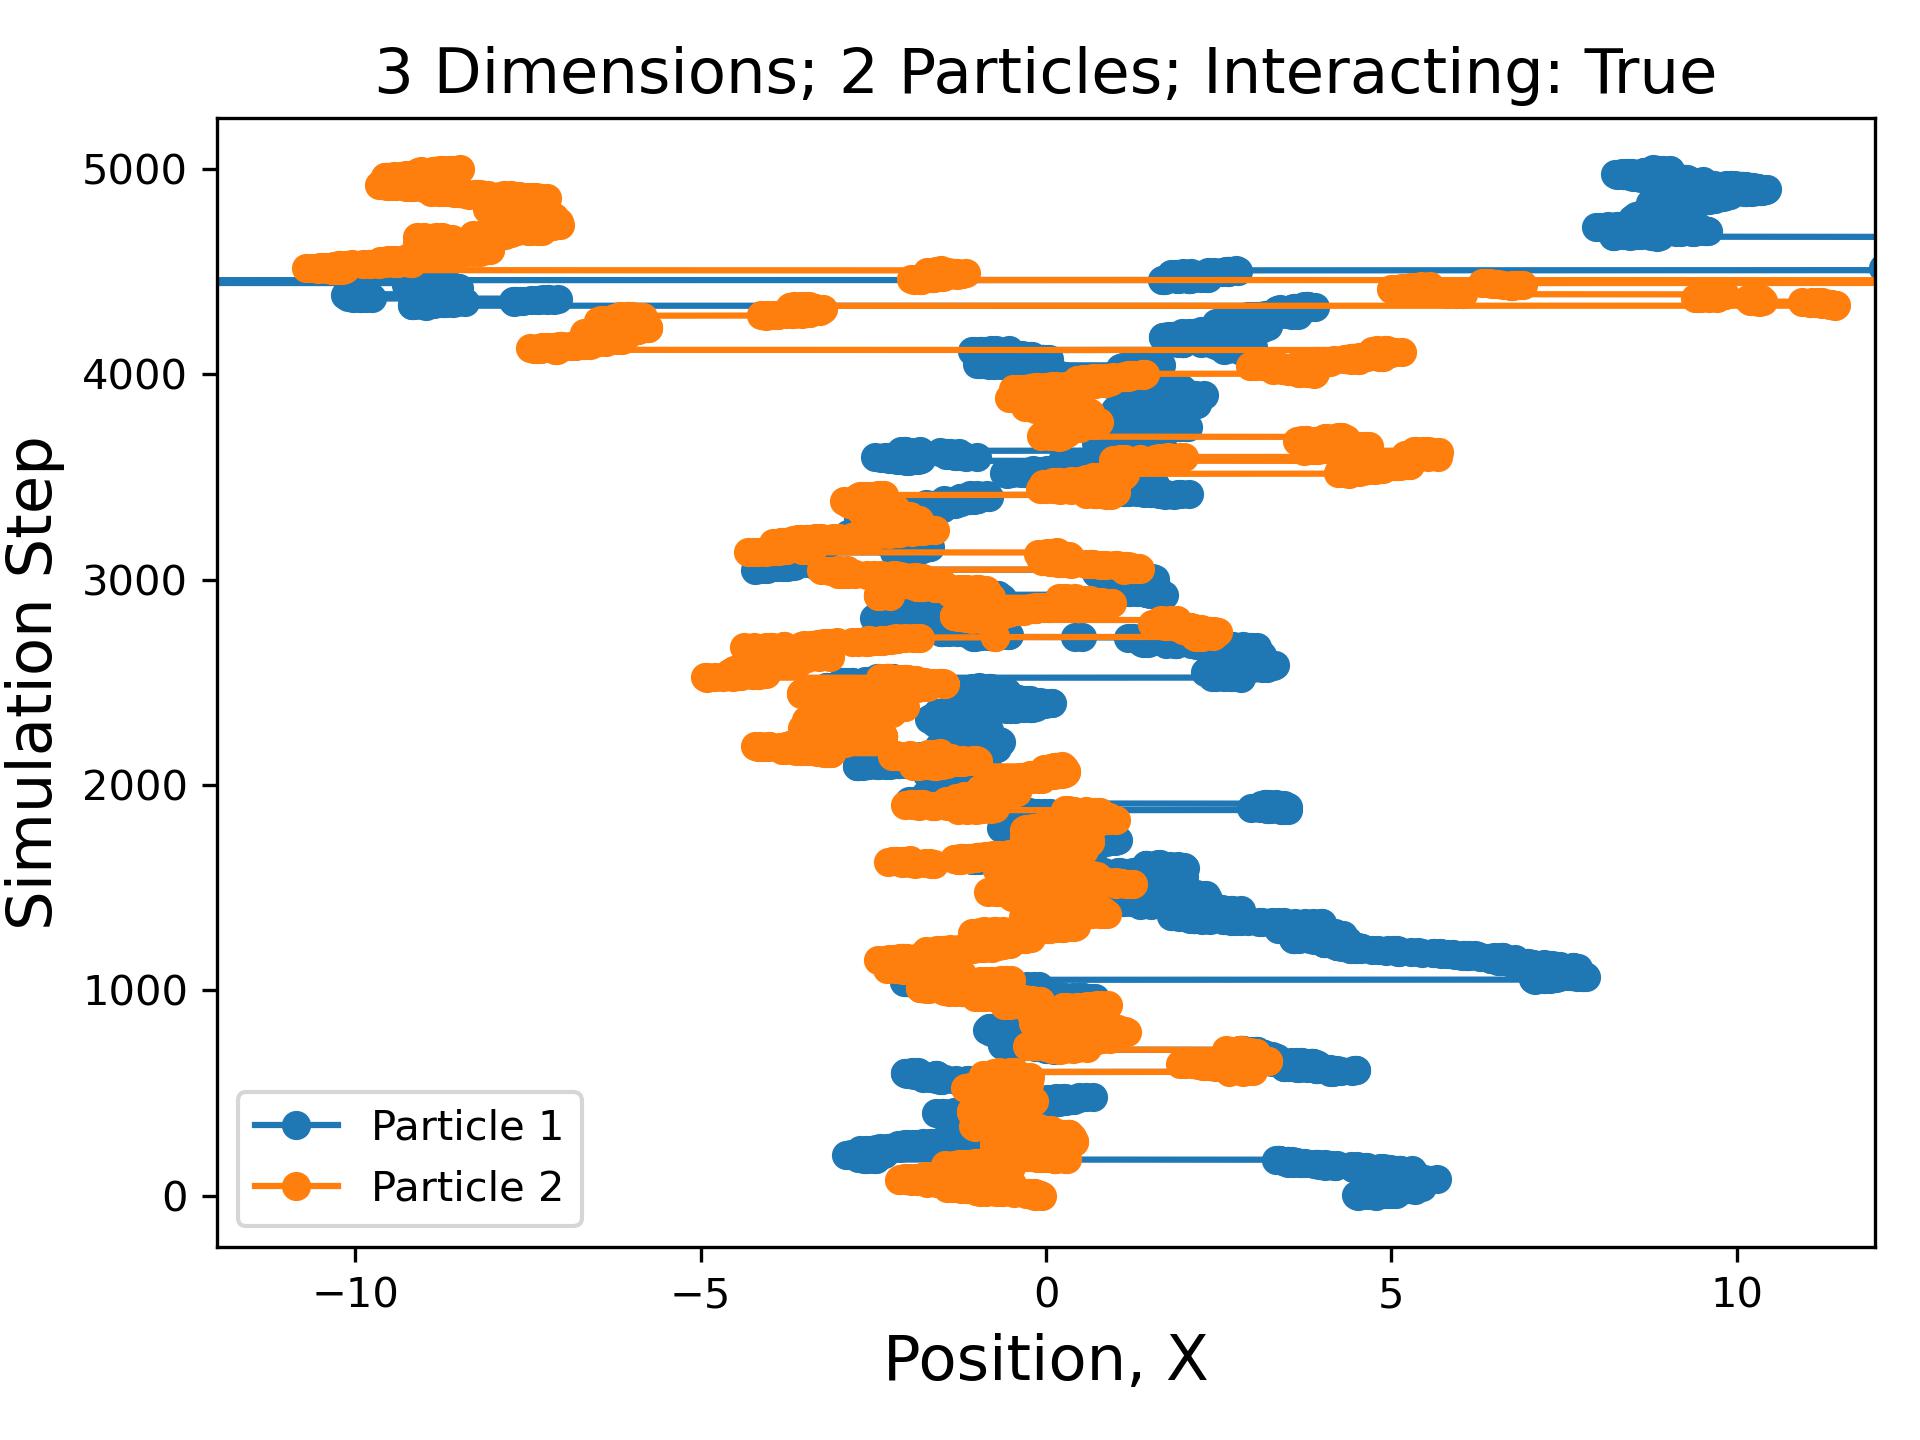 3 Dimensions; 2 Particles; Interacting: True
Simulation Step
5000
4000
3000
2000
1000
0
Particle 1
Particle 2
−10
−5
0
5
10
Position, X